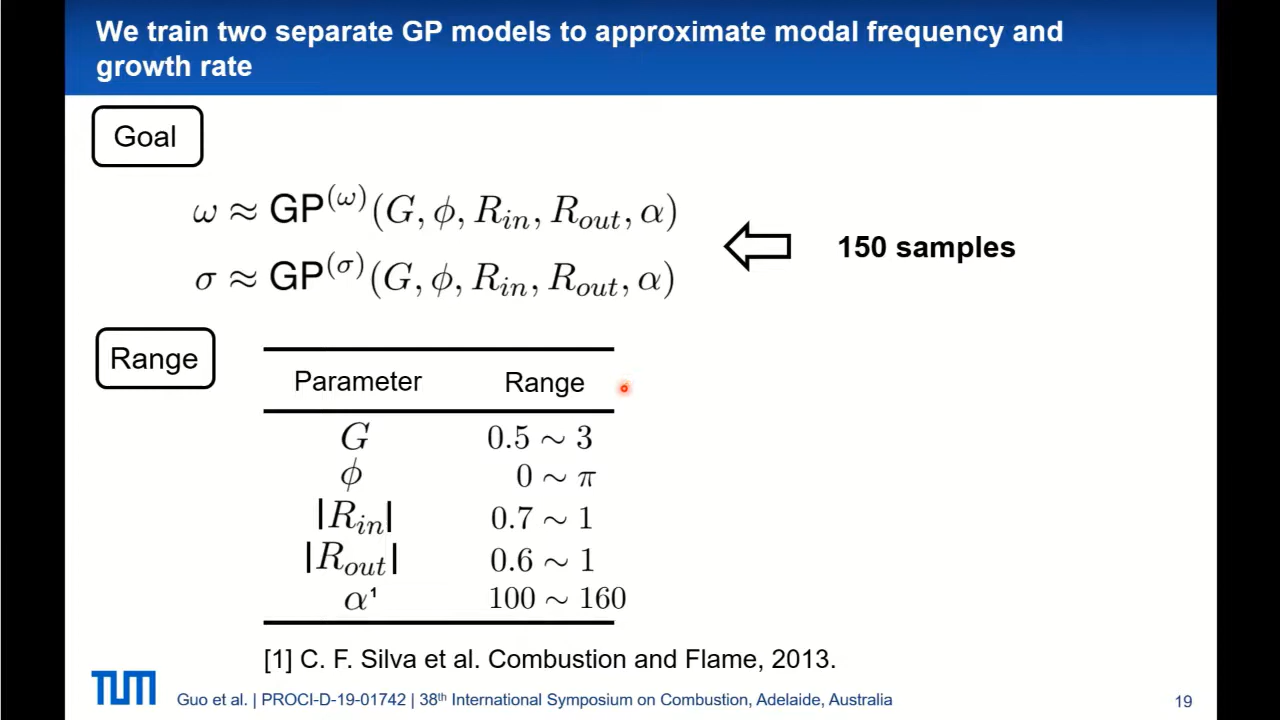 We train two separate GP models to approximate modal frequency and
growth rate
Goal
ω ≈ GP^(ω)(G, ϕ, R_in, R_out, α)
σ ≈ GP^(σ)(G, ϕ, R_in, R_out, α)
150 samples
Range
Parameter Range
G 0.5 ∼ 3
ϕ 0 ∼ π
|R_in| 0.7 ∼ 1
|R_out| 0.6 ∼ 1
α¹ 100 ∼ 160
[1] C. F. Silva et al. Combustion and Flame, 2013.
TUM
Guo et al. | PROCI-D-19-01742 | 38th International Symposium on Combustion, Adelaide, Australia
19